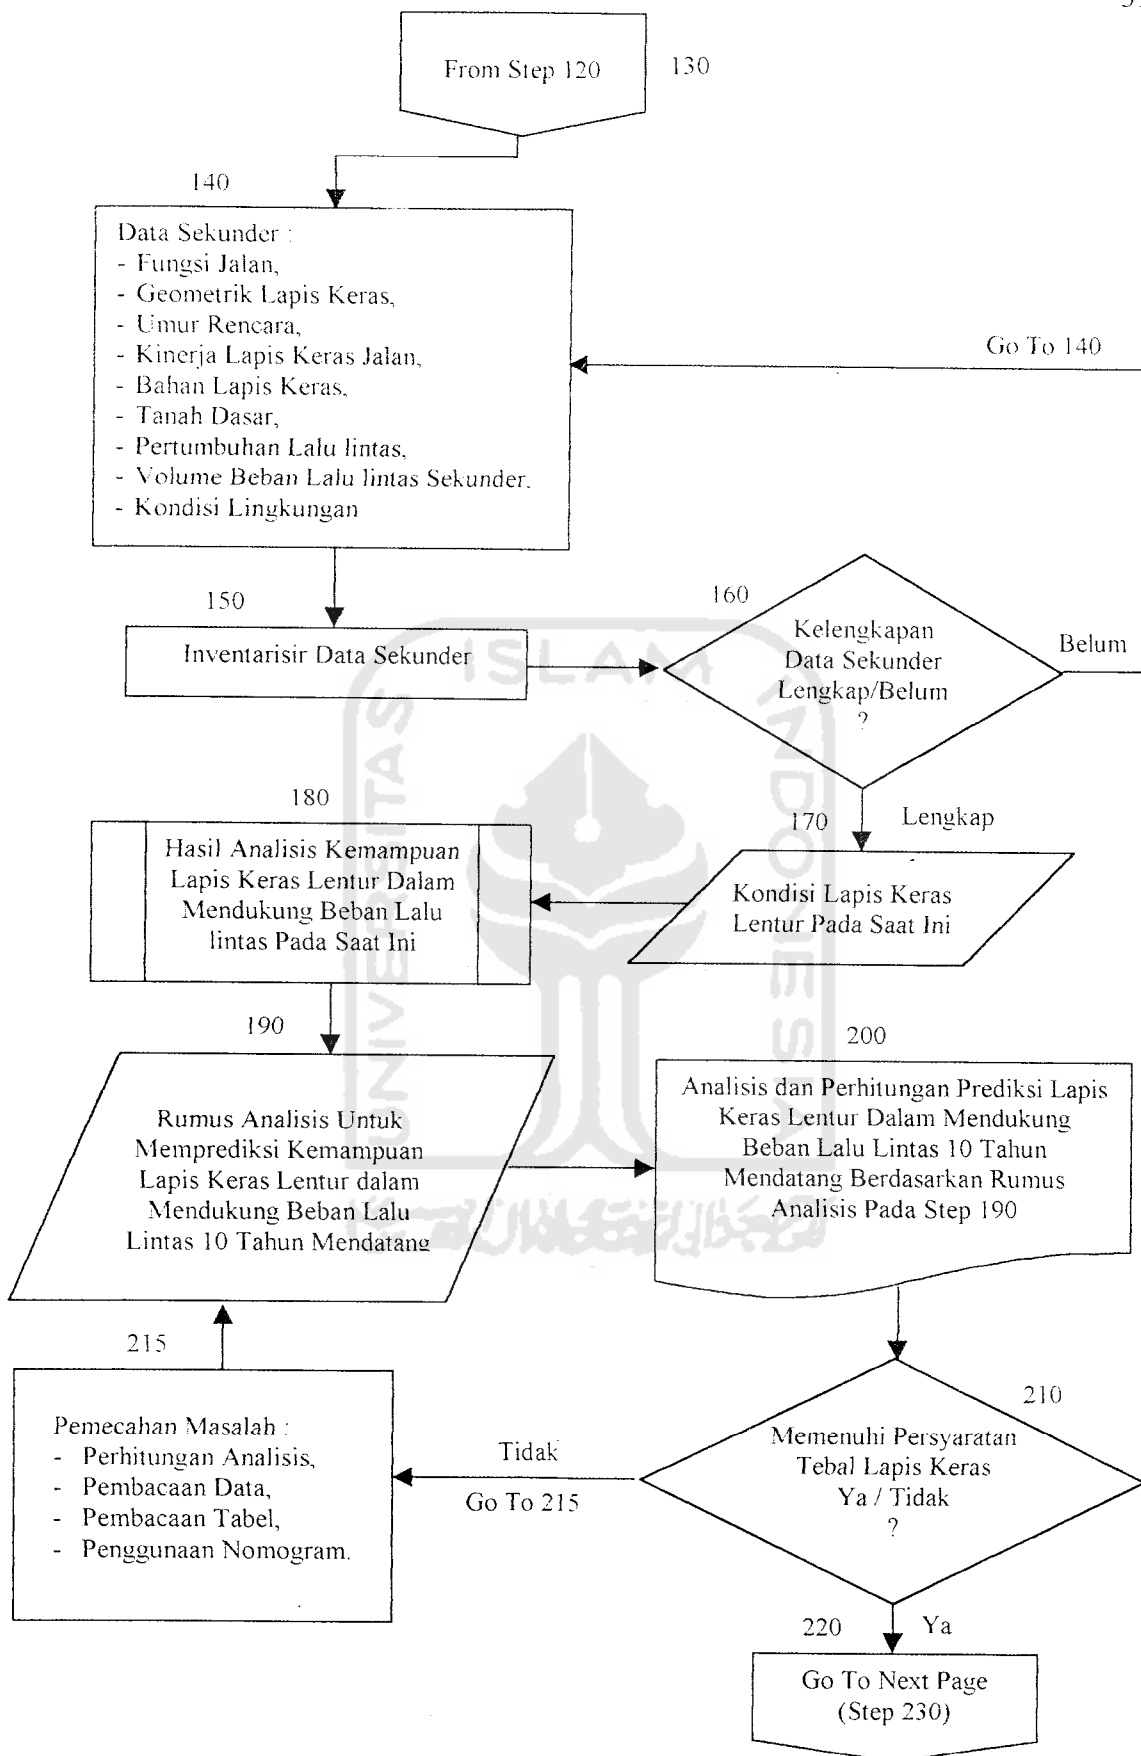 From Step 120
130
140
Data Sekunder :
- Fungsi Jalan,
- Geometrik Lapis Keras,
- Umur Rencara,
- Kinerja Lapis Keras Jalan,
- Bahan Lapis Keras,
- Tanah Dasar,
- Pertumbuhan Lalu lintas,
- Volume Beban Lalu lintas Sekunder.
- Kondisi Lingkungan
Go To 140
150
Inventarisir Data Sekunder
160
Kelengkapan
Data Sekunder
Lengkap/Belum
?
Belum
Lengkap
170
Kondisi Lapis Keras
Lentur Pada Saat Ini
180
Hasil Analisis Kemampuan
Lapis Keras Lentur Dalam
Mendukung Beban Lalu
lintas Pada Saat Ini
190
Rumus Analisis Untuk
Memprediksi Kemampuan
Lapis Keras Lentur dalam
Mendukung Beban Lalu
Lintas 10 Tahun Mendatang
200
Analisis dan Perhitungan Prediksi Lapis
Keras Lentur Dalam Mendukung
Beban Lalu Lintas 10 Tahun
Mendatang Berdasarkan Rumus
Analisis Pada Step 190
210
Memenuhi Persyaratan
Tebal Lapis Keras
Ya / Tidak
?
Tidak
Go To 215
215
Pemecahan Masalah :
- Perhitungan Analisis,
- Pembacaan Data,
- Pembacaan Tabel,
- Penggunaan Nomogram.
220
Ya
Go To Next Page
(Step 230)
UNIVERSITAS
ISLAM
INDONESIA